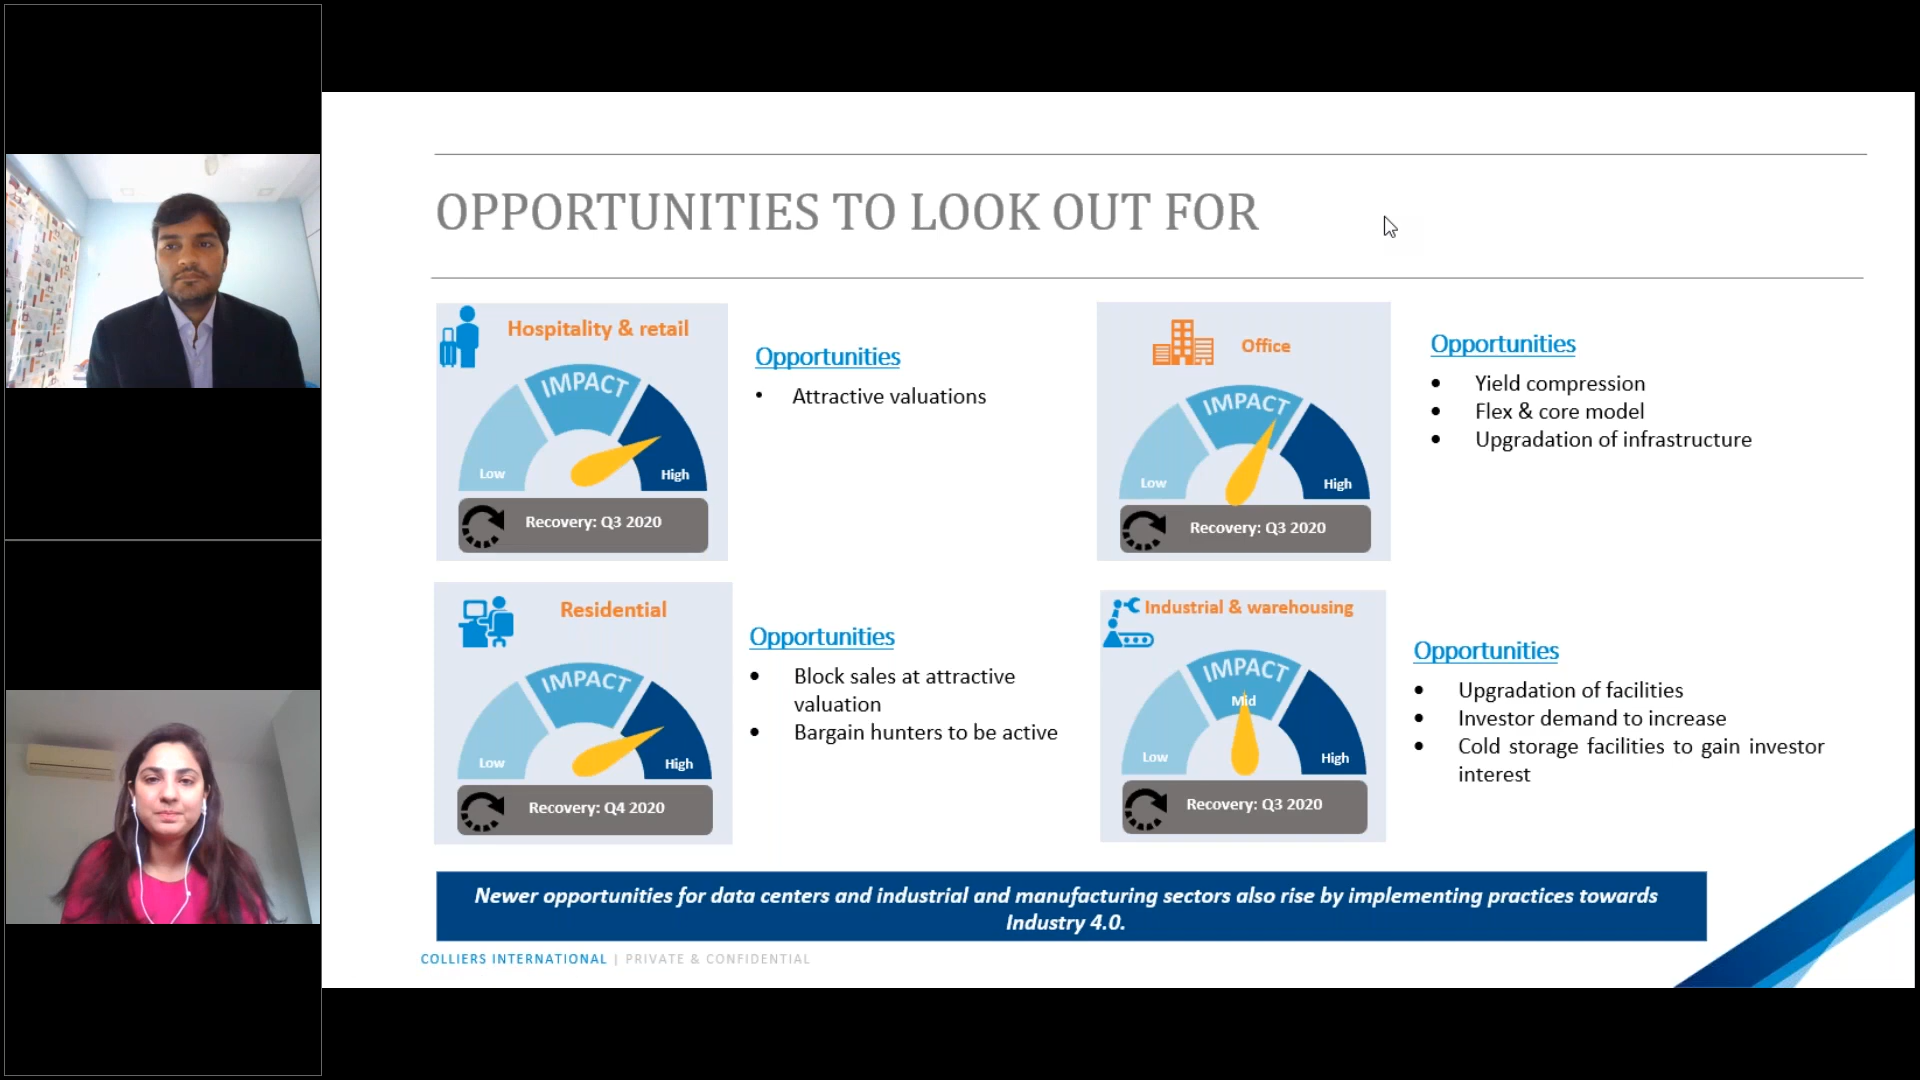 OPPORTUNITIES TO LOOK OUT FOR
Hospitality & retail
IMPACT
Low
High
Recovery: Q3 2020
Opportunities
• Attractive valuations
Office
IMPACT
Low
High
Recovery: Q3 2020
Opportunities
• Yield compression
• Flex & core model
• Upgradation of infrastructure
Residential
IMPACT
Low
High
Recovery: Q4 2020
Opportunities
• Block sales at attractive
valuation
• Bargain hunters to be active
Industrial & warehousing
IMPACT
Mid
Low
High
Recovery: Q3 2020
Opportunities
• Upgradation of facilities
• Investor demand to increase
• Cold storage facilities to gain investor
interest
Newer opportunities for data centers and industrial and manufacturing sectors also rise by implementing practices towards
Industry 4.0.
COLLIERS INTERNATIONAL | PRIVATE & CONFIDENTIAL